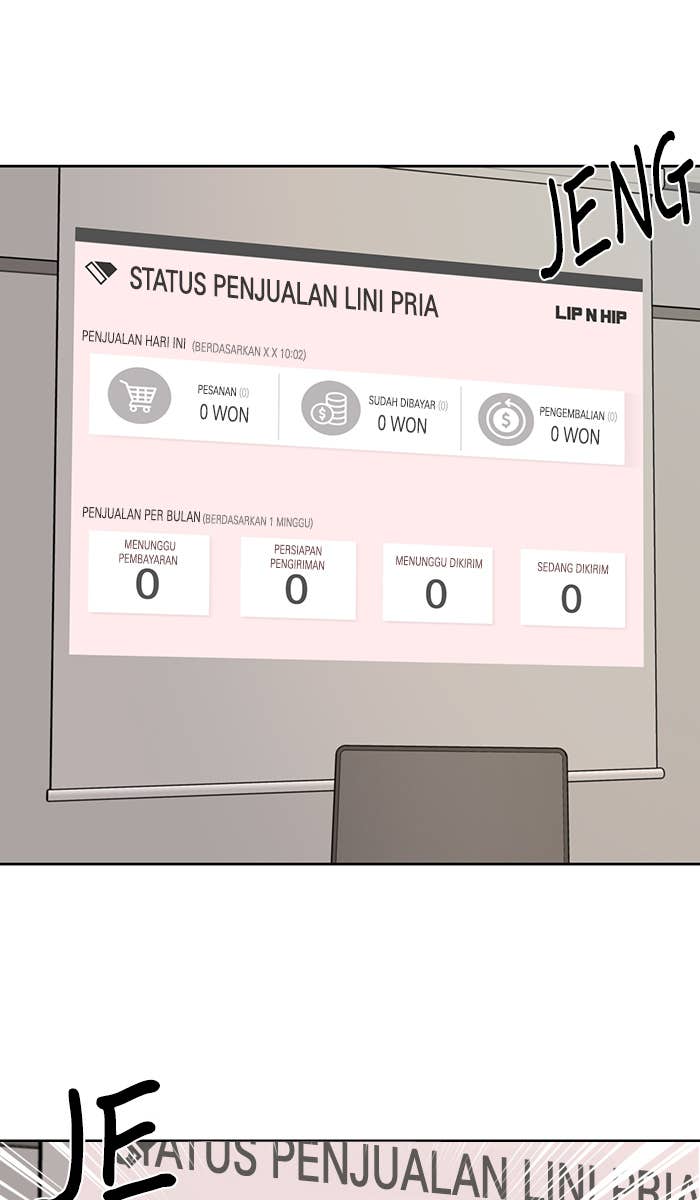 JENG
STATUS PENJUALAN LINI PRIA
LIP N HIP
PENJUALAN HARI INI (BERDASARKAN X X 10:02)
PESANAN (0)
0 WON
SUDAH DIBAYAR (0)
0 WON
PENGEMBALIAN (0)
0 WON
PENJUALAN PER BULAN (BERDASARKAN 1 MINGGU)
MENUNGGU
PEMBAYARAN
0
PERSIAPAN
PENGIRIMAN
0
MENUNGGU DIKIRIM
0
SEDANG DIKIRIM
0
JE
STATUS PENJUALAN LINI PRIA